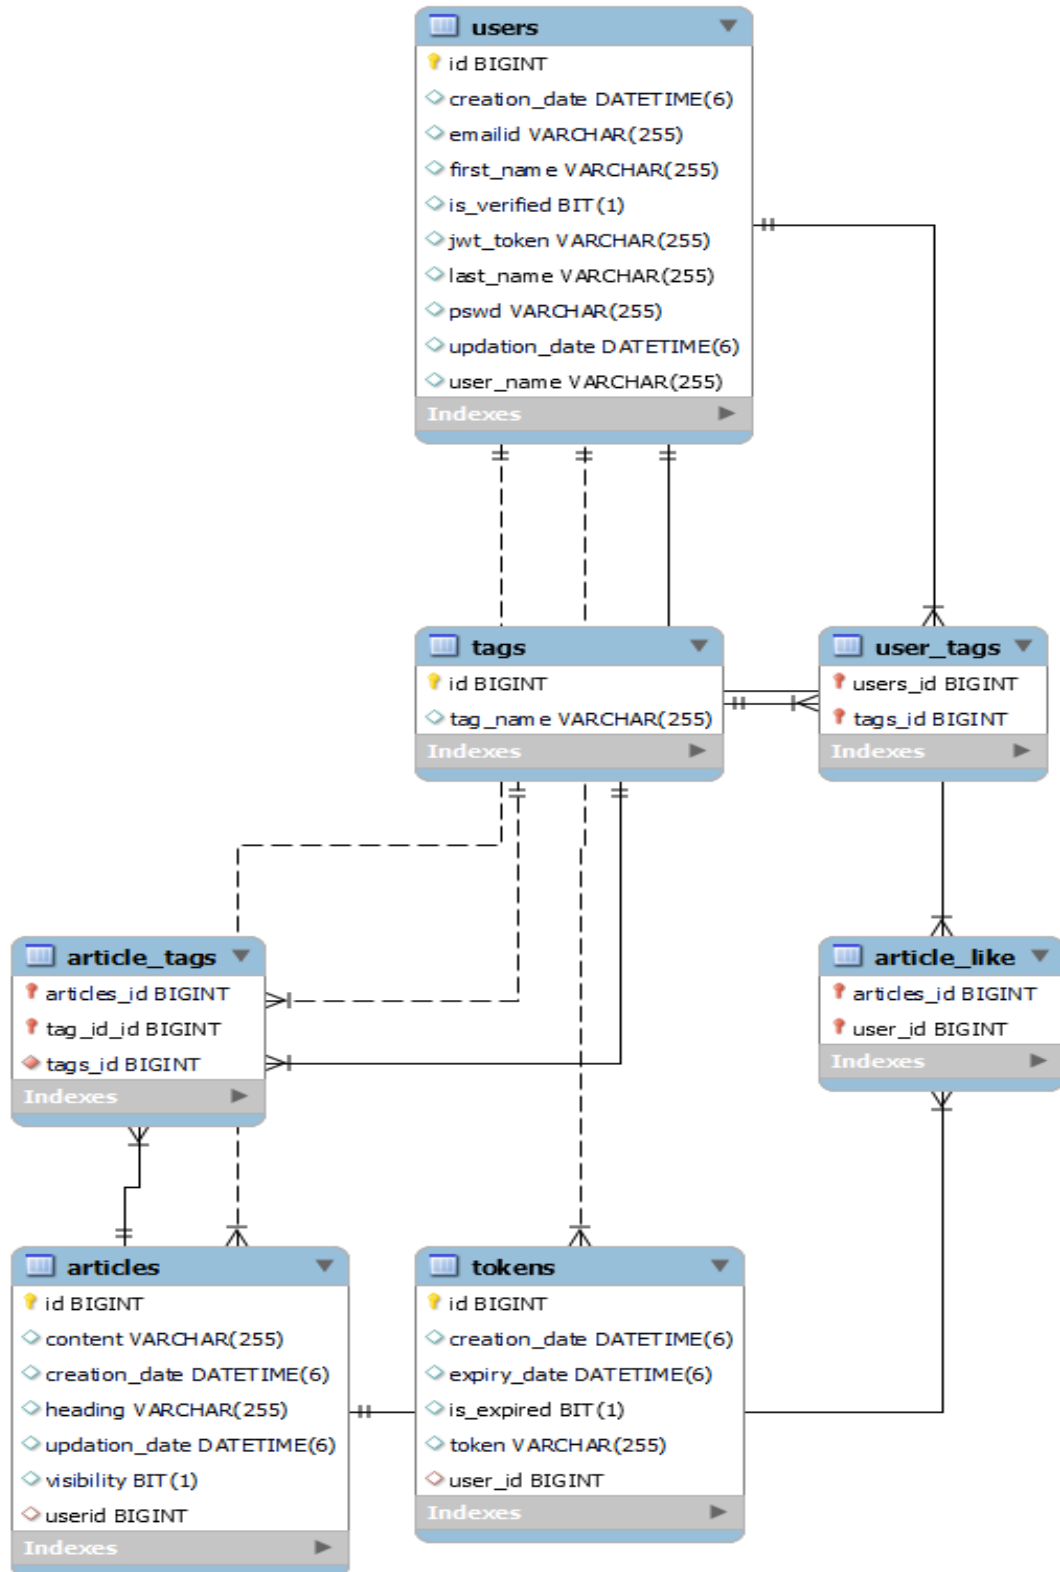 users
id BIGINT
creation_date DATETIME(6)
emailid VARCHAR(255)
first_name VARCHAR(255)
is_verified BIT(1)
jwt_token VARCHAR(255)
last_name VARCHAR(255)
pswd VARCHAR(255)
updation_date DATETIME(6)
user_name VARCHAR(255)
Indexes
tags
id BIGINT
tag_name VARCHAR(255)
Indexes
user_tags
users_id BIGINT
tags_id BIGINT
Indexes
article_tags
articles_id BIGINT
tag_id_id BIGINT
tags_id BIGINT
Indexes
article_like
articles_id BIGINT
user_id BIGINT
Indexes
articles
id BIGINT
content VARCHAR(255)
creation_date DATETIME(6)
heading VARCHAR(255)
updation_date DATETIME(6)
visibility BIT(1)
userid BIGINT
Indexes
tokens
id BIGINT
creation_date DATETIME(6)
expiry_date DATETIME(6)
is_expired BIT(1)
token VARCHAR(255)
user_id BIGINT
Indexes